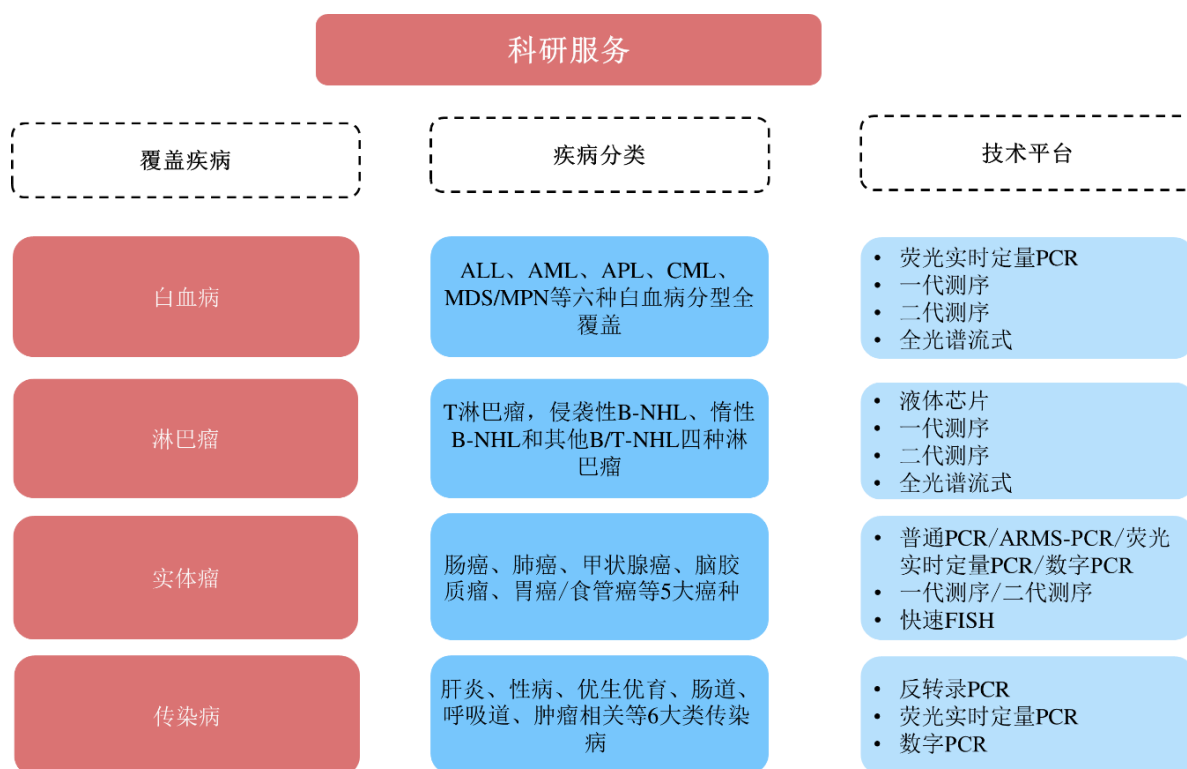 科研服务
覆盖疾病
疾病分类
技术平台
白血病
ALL、AML、APL、CML、
MDS/MPN等六种白血病分型全
覆盖
• 荧光实时定量PCR
• 一代测序
• 二代测序
• 全光谱流式
淋巴瘤
T淋巴瘤，侵袭性B-NHL、惰性
B-NHL和其他B/T-NHL四种淋
巴瘤
• 液体芯片
• 一代测序
• 二代测序
• 全光谱流式
实体瘤
肠癌、肺癌、甲状腺癌、脑胶
质瘤、胃癌/食管癌等5大癌种
• 普通PCR/ARMS-PCR/荧光
实时定量PCR/数字PCR
• 一代测序/二代测序
• 快速FISH
传染病
肝炎、性病、优生优育、肠道、
呼吸道、肿瘤相关等6大类传染
病
• 反转录PCR
• 荧光实时定量PCR
• 数字PCR